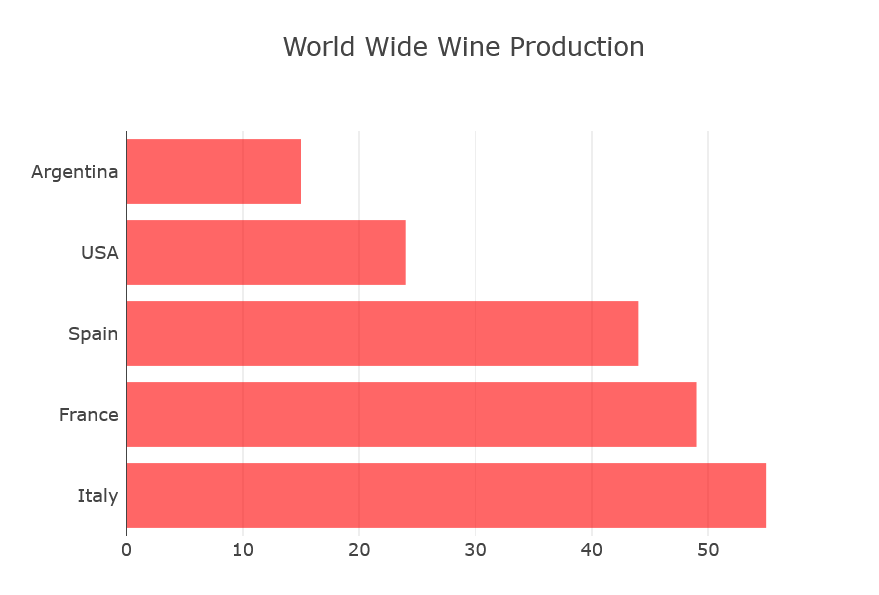 World Wide Wine Production
Argentina
USA
Spain
France
Italy
0 10 20 30 40 50